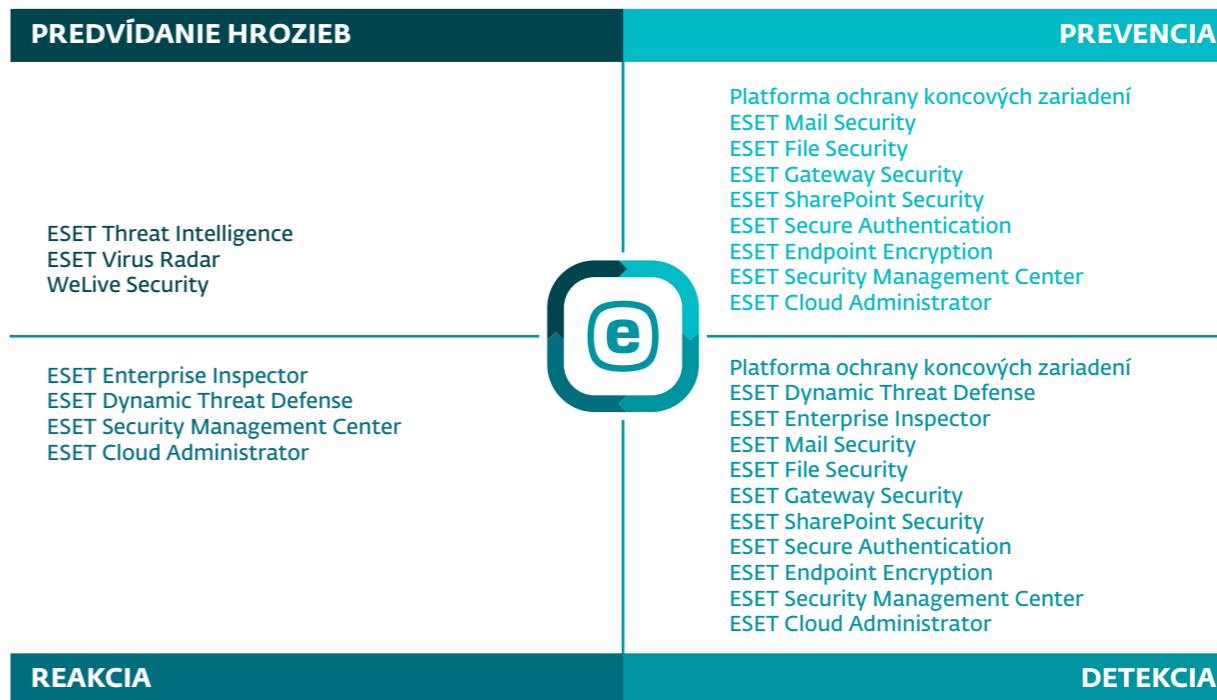 PREDVÍDANIE HROZIEB
ESET Threat Intelligence
ESET Virus Radar
WeLive Security
PREVENCIA
Platforma ochrany koncových zariadení
ESET Mail Security
ESET File Security
ESET Gateway Security
ESET SharePoint Security
ESET Secure Authentication
ESET Endpoint Encryption
ESET Security Management Center
ESET Cloud Administrator
e
ESET Enterprise Inspector
ESET Dynamic Threat Defense
ESET Security Management Center
ESET Cloud Administrator
REAKCIA
Platforma ochrany koncových zariadení
ESET Dynamic Threat Defense
ESET Enterprise Inspector
ESET Mail Security
ESET File Security
ESET Gateway Security
ESET SharePoint Security
ESET Secure Authentication
ESET Endpoint Encryption
ESET Security Management Center
ESET Cloud Administrator
DETEKCIA